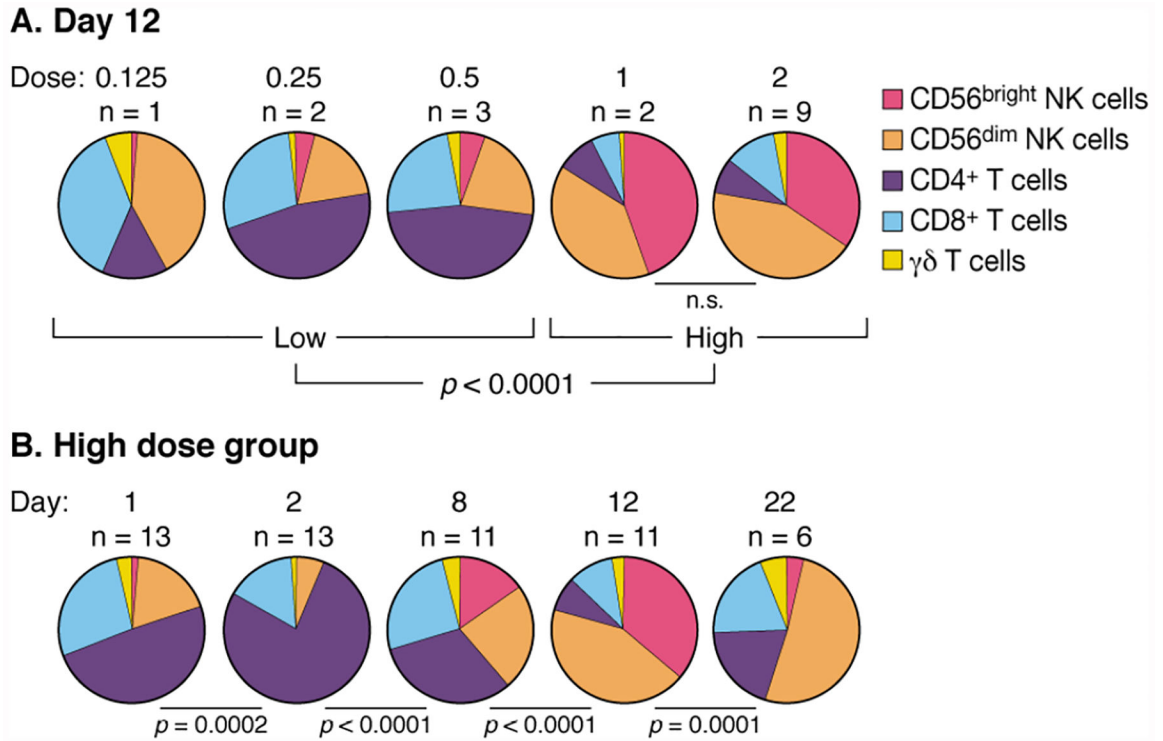 A. Day 12
Dose: 0.125 0.25 0.5 1 2
n = 1 n = 2 n = 3 n = 2 n = 9
CD56bright NK cells
CD56dim NK cells
CD4+ T cells
CD8+ T cells
γδ T cells
n.s.
Low High
p < 0.0001
B. High dose group
Day: 1 2 8 12 22
n = 13 n = 13 n = 11 n = 11 n = 6
p = 0.0002 p < 0.0001 p < 0.0001 p = 0.0001